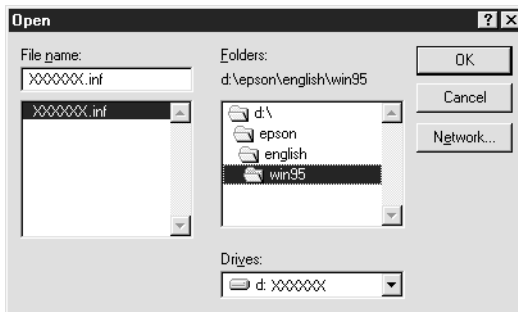 Open
File name:
XXXXXX.inf
XXXXXX.inf
Folders:
d:\epson\english\win95
d:\
epson
english
win95
Drives:
d: XXXXXX
OK
Cancel
Network...